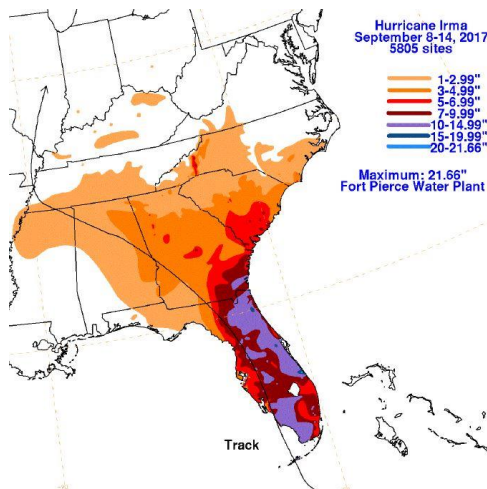 Hurricane Irma
September 8-14, 2017
5805 sites
1-2.99"
3-4.99"
5-6.99"
7-9.99"
10-14.99"
15-19.99"
20-21.66"
Maximum: 21.66"
Fort Pierce Water Plant
Track